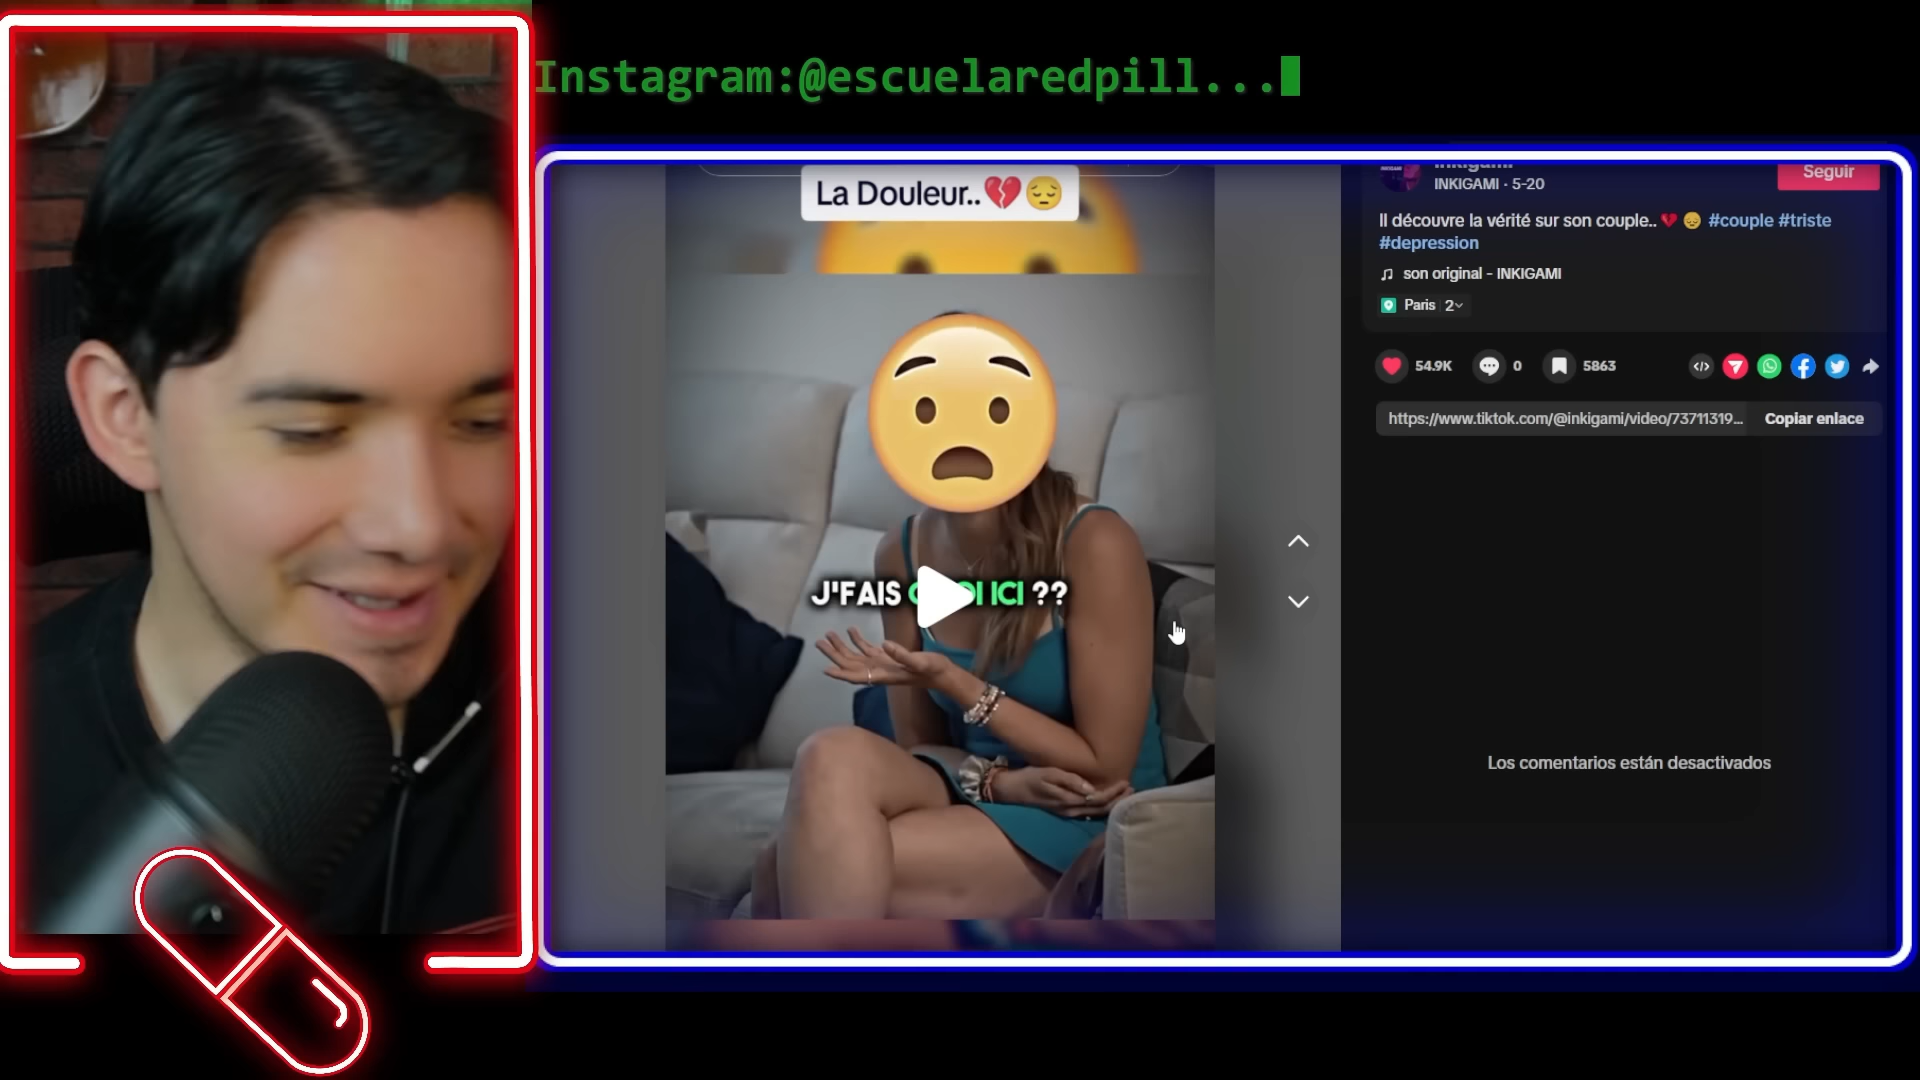 Instagram:@escuelaredpill...
La Douleur..💔😔
J'FAIS QUOI ICI ??
inkigami
INKIGAMI · 5-20
Seguir
Il découvre la vérité sur son couple..💔😔 #couple #triste
#depression
son original - INKIGAMI
Paris 2
54.9K 0 5863
https://www.tiktok.com/@inkigami/video/73711319... Copiar enlace
Los comentarios están desactivados